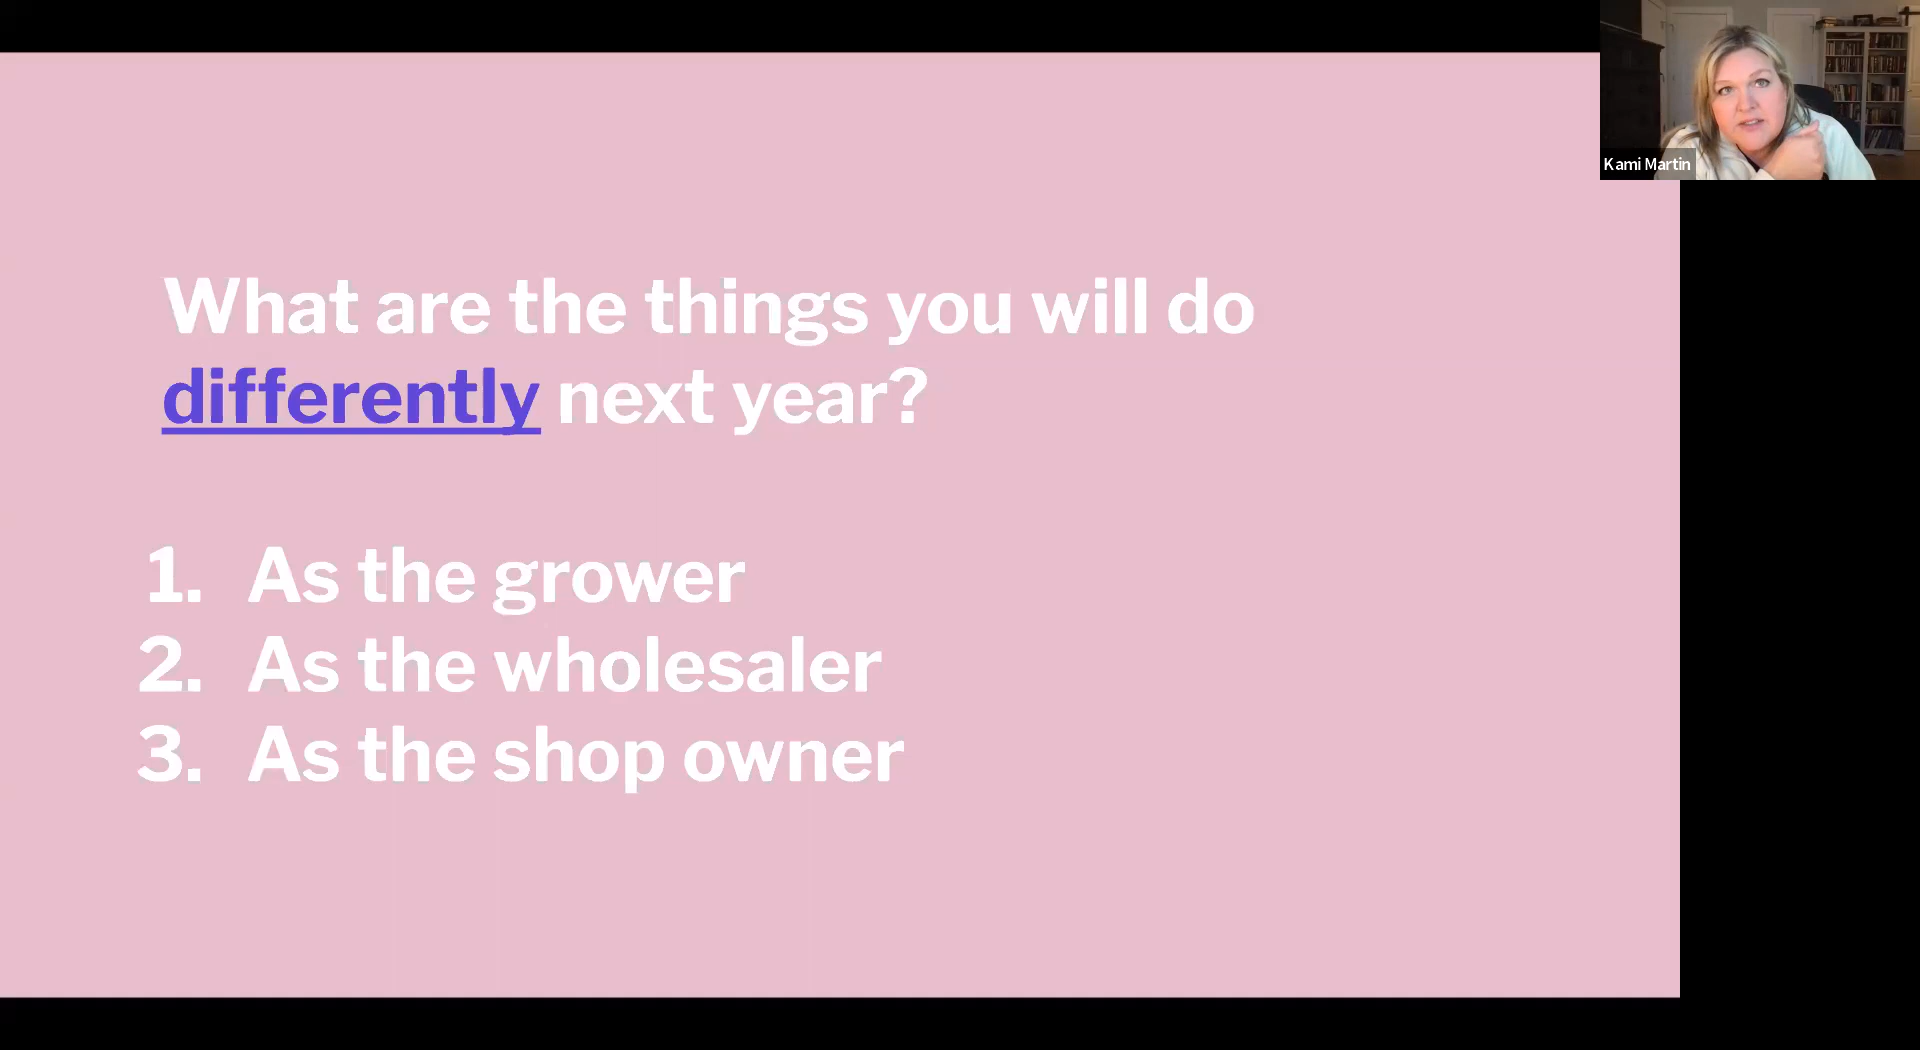 What are the things you will do
differently next year?
1. As the grower
2. As the wholesaler
3. As the shop owner
Kami Martin